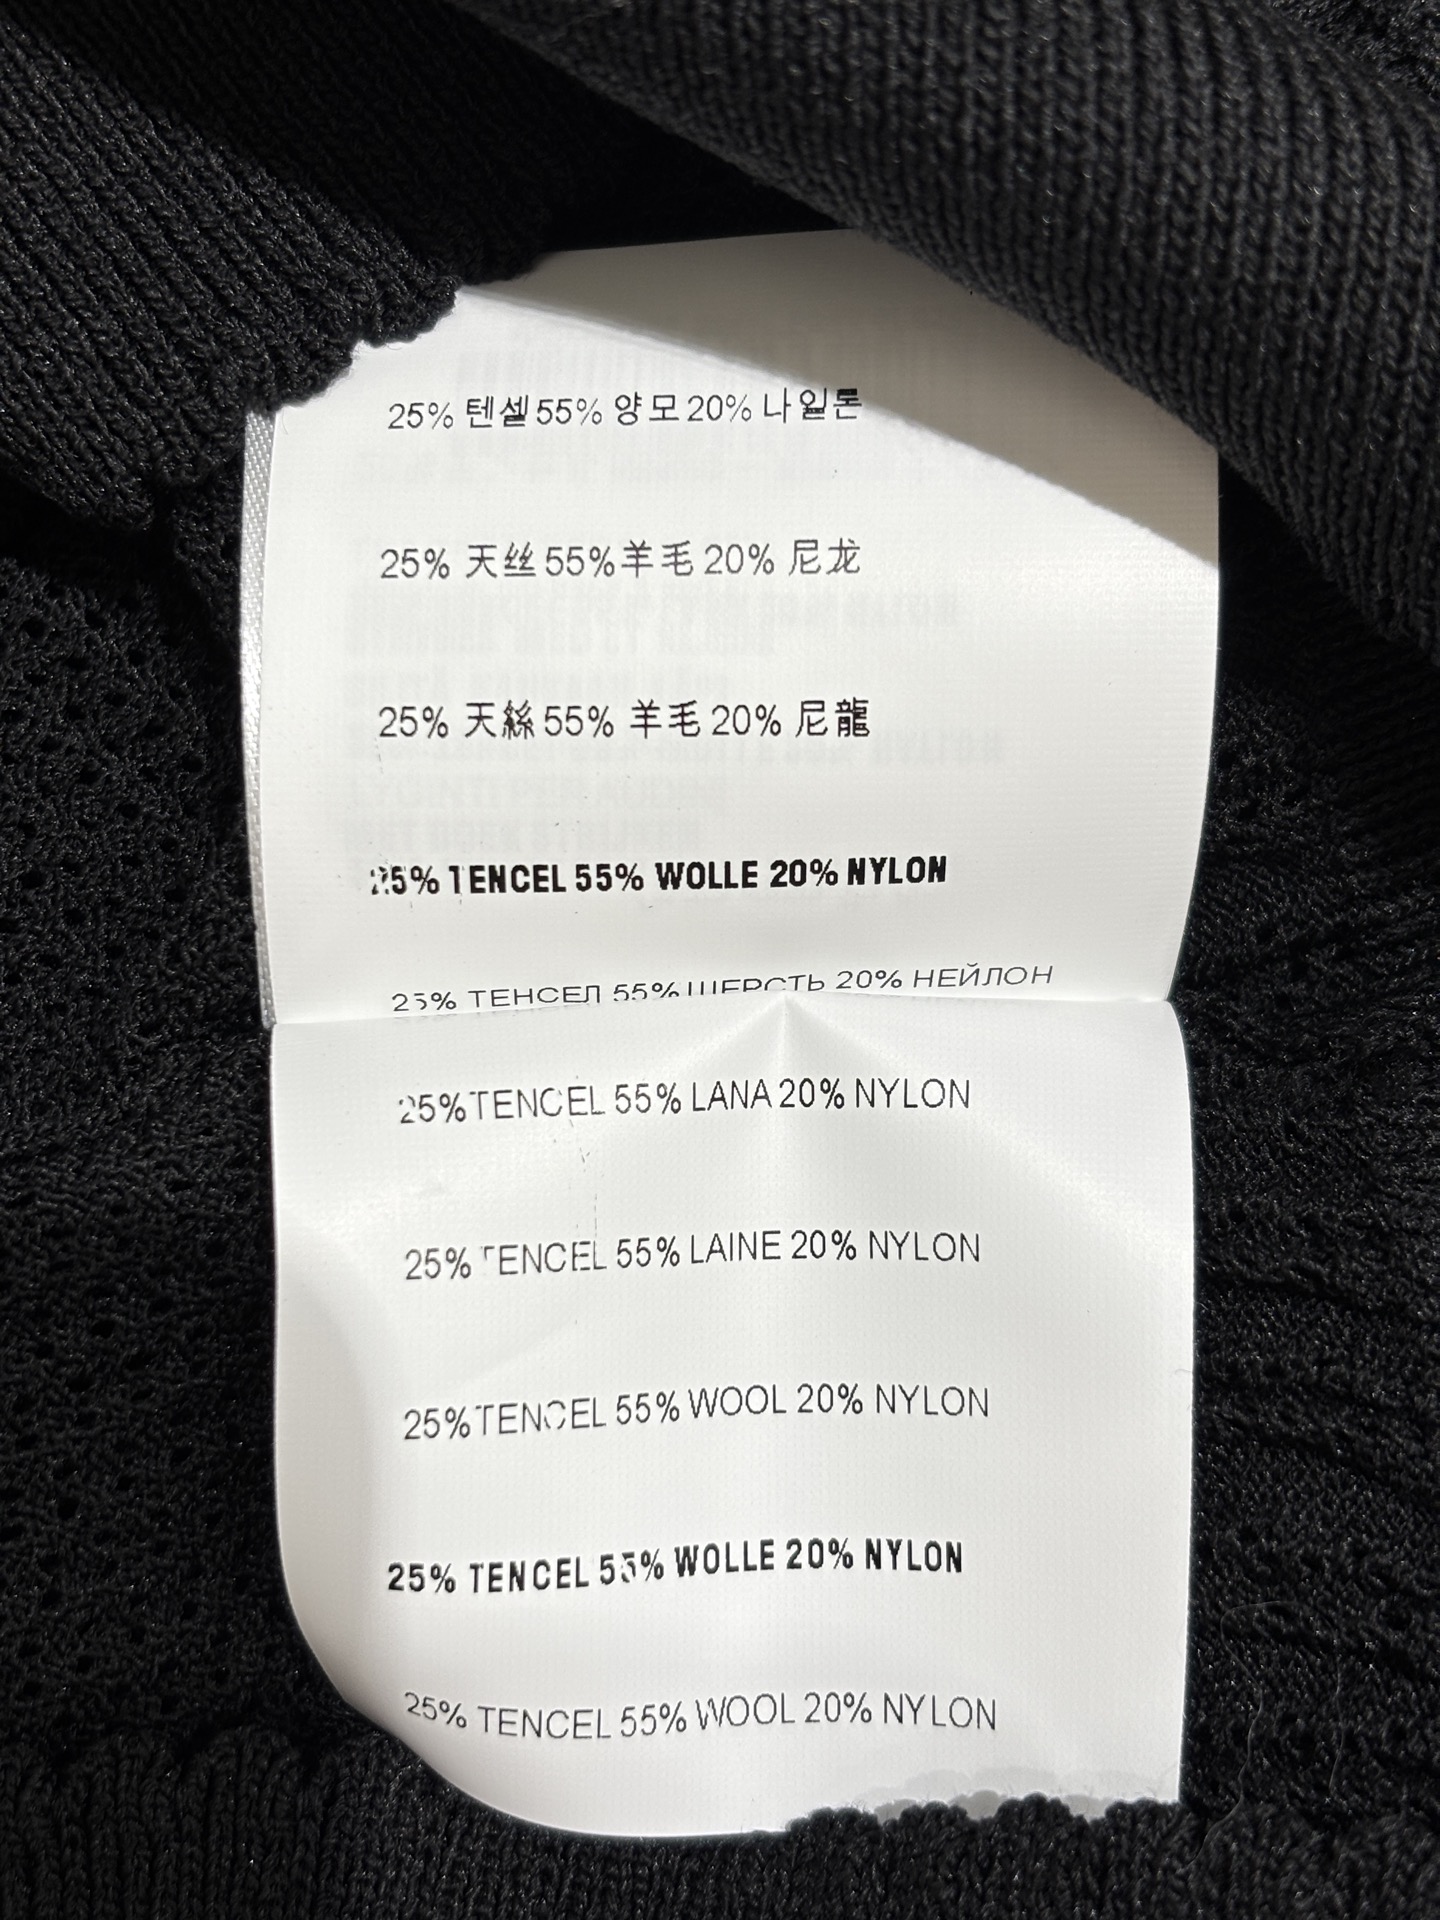 25% 텐셀 55% 양모 20% 나일론
25% 天丝 55% 羊毛 20% 尼龙
25% 天絲 55% 羊毛 20% 尼龍
25% TENCEL 55% WOLLE 20% NYLON
25% ТЕНСЕЛ 55% ШЕРСТЬ 20% НЕЙЛОН
25% TENCEL 55% LANA 20% NYLON
25% TENCEL 55% LAINE 20% NYLON
25% TENCEL 55% WOOL 20% NYLON
25% TENCEL 55% WOLLE 20% NYLON
25% TENCEL 55% WOOL 20% NYLON